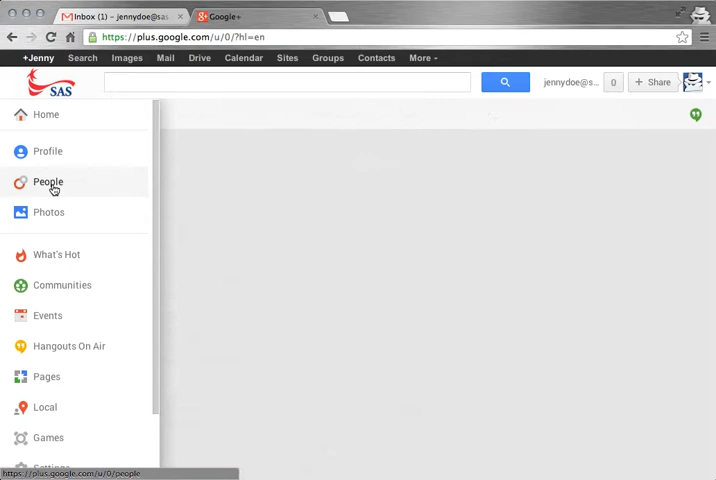 Inbox (1) – jennydoe@sas
Google+
https://plus.google.com/u/0/?hl=en
+Jenny Search Images Mail Drive Calendar Sites Groups Contacts More
SAS
jennydoe@s... 0 + Share
Home
Profile
People
Photos
What's Hot
Communities
Events
Hangouts On Air
Pages
Local
Games
Settings
https://plus.google.com/u/0/people